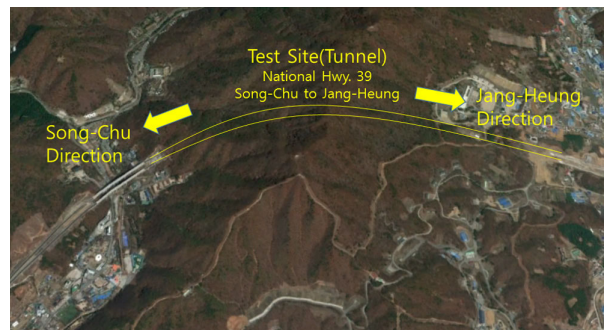 Test Site(Tunnel)
National Hwy. 39
Song-Chu to Jang-Heung
Song-Chu
Direction
Jang-Heung
Direction